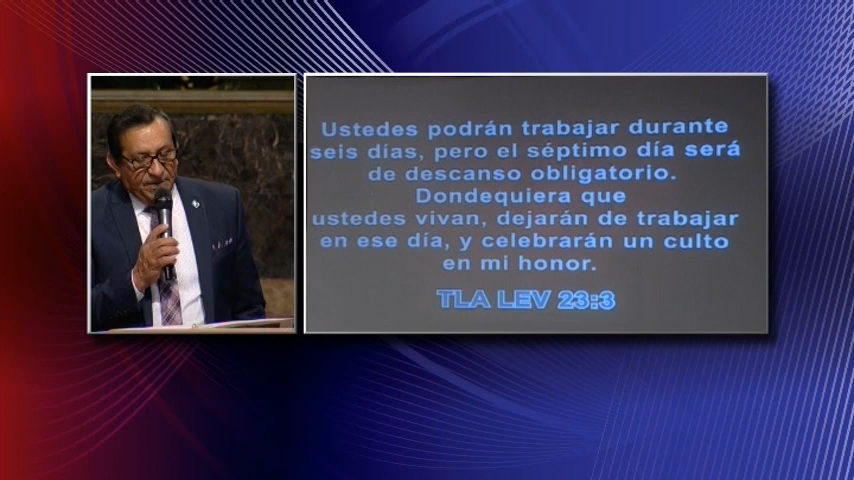 Ustedes podrán trabajar durante
seis días, pero el séptimo día será
de descanso obligatorio.
Dondequiera que
ustedes vivan, dejarán de trabajar
en ese día, y celebrarán un culto
en mi honor.
TLA LEV 23:3